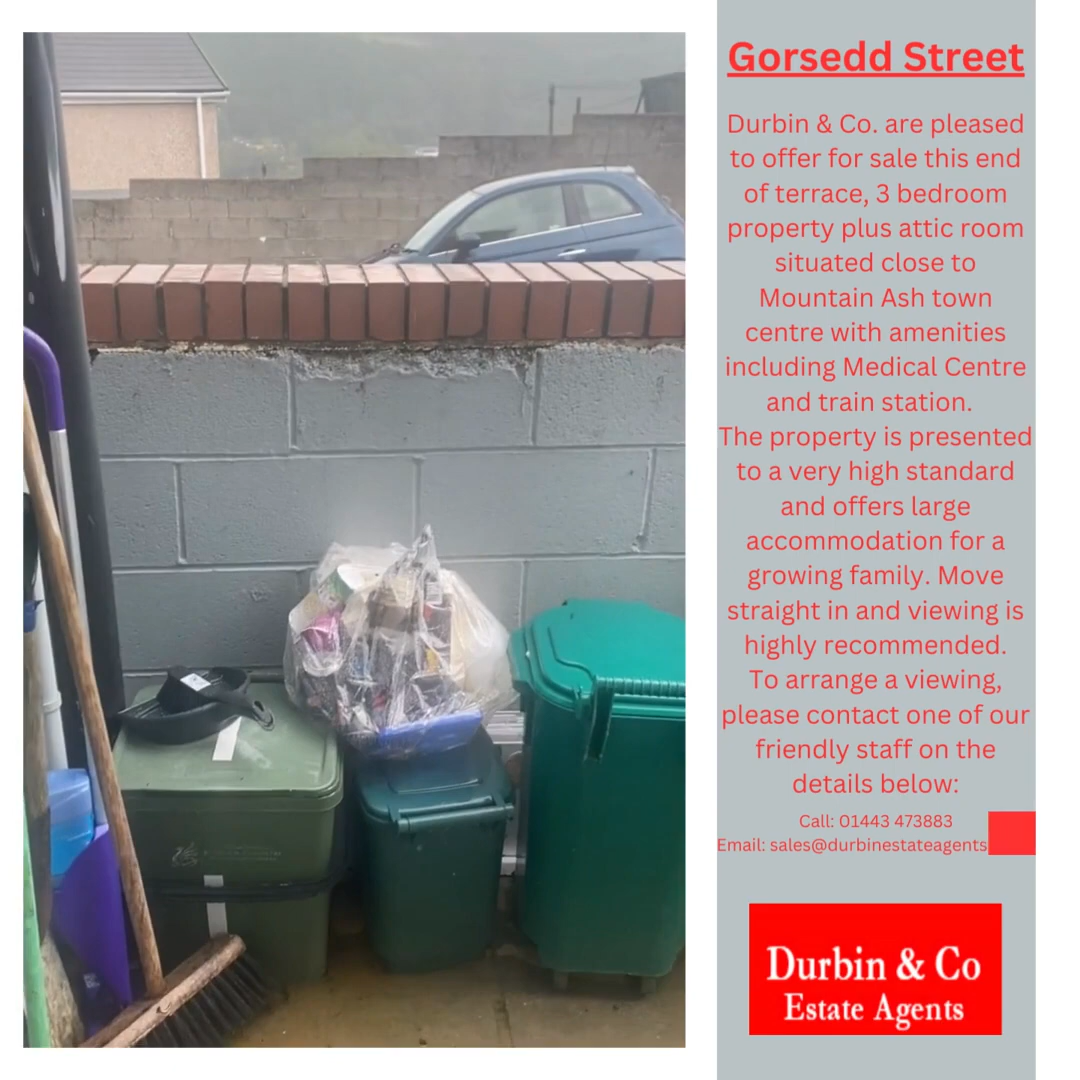 Gorsedd Street
Durbin & Co. are pleased
to offer for sale this end
of terrace, 3 bedroom
property plus attic room
situated close to
Mountain Ash town
centre with amenities
including Medical Centre
and train station.
The property is presented
to a very high standard
and offers large
accommodation for a
growing family. Move
straight in and viewing is
highly recommended.
To arrange a viewing,
please contact one of our
friendly staff on the
details below:
Call: 01443 473883
Email: sales@durbinestateagents
Durbin & Co
Estate Agents